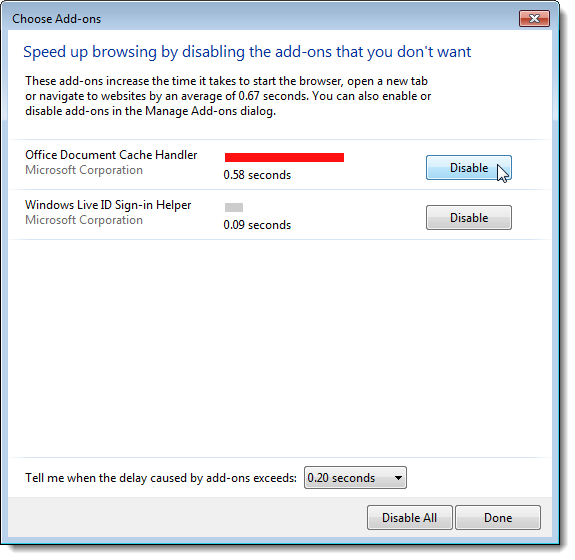 Choose Add-ons
Speed up browsing by disabling the add-ons that you don't want
These add-ons increase the time it takes to start the browser, open a new tab
or navigate to websites by an average of 0.67 seconds. You can also enable or
disable add-ons in the Manage Add-ons dialog.
Office Document Cache Handler
Microsoft Corporation
0.58 seconds
Disable
Windows Live ID Sign-in Helper
Microsoft Corporation
0.09 seconds
Disable
Tell me when the delay caused by add-ons exceeds: 0.20 seconds
Disable All Done